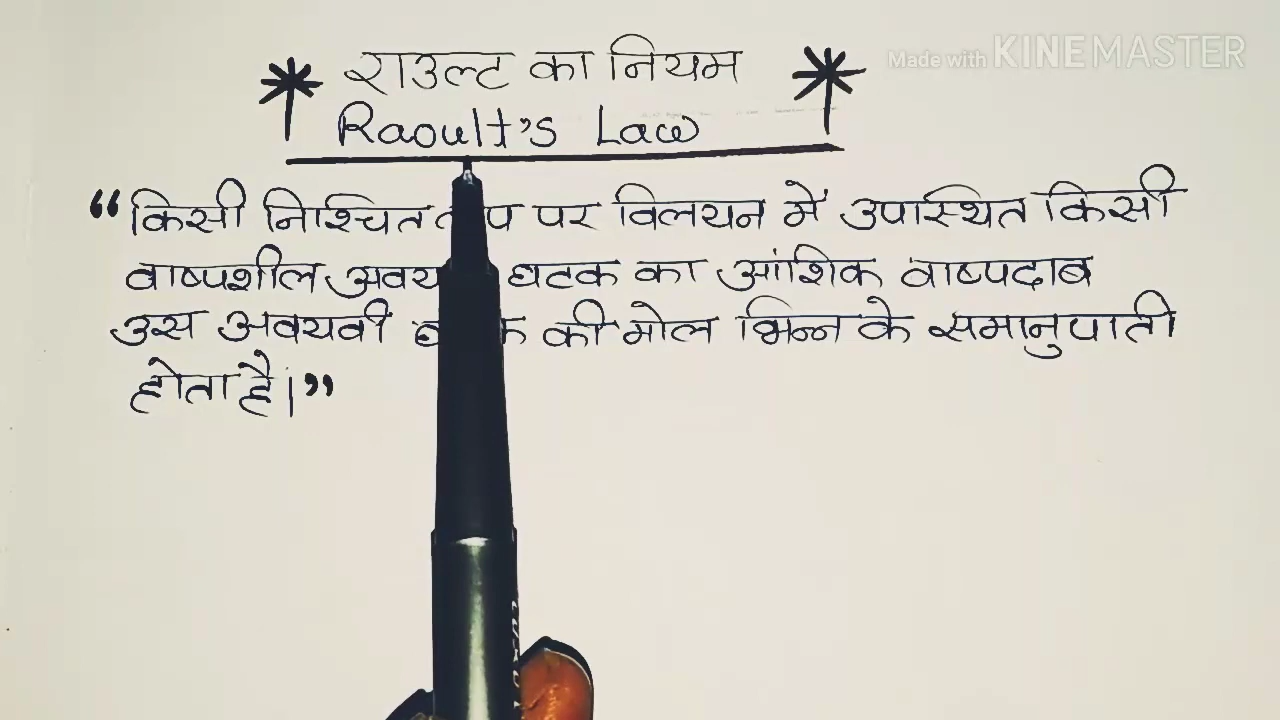 राउल्ट का नियम
Made with KINEMASTER
Raoult's Law
“किसी निश्चित ताप पर विलयन में उपस्थित किसी
वाष्पशील घटक का आंशिक वाष्पदाब
उस अवयवी की मोल भिन्न के समानुपाती
होता है।”